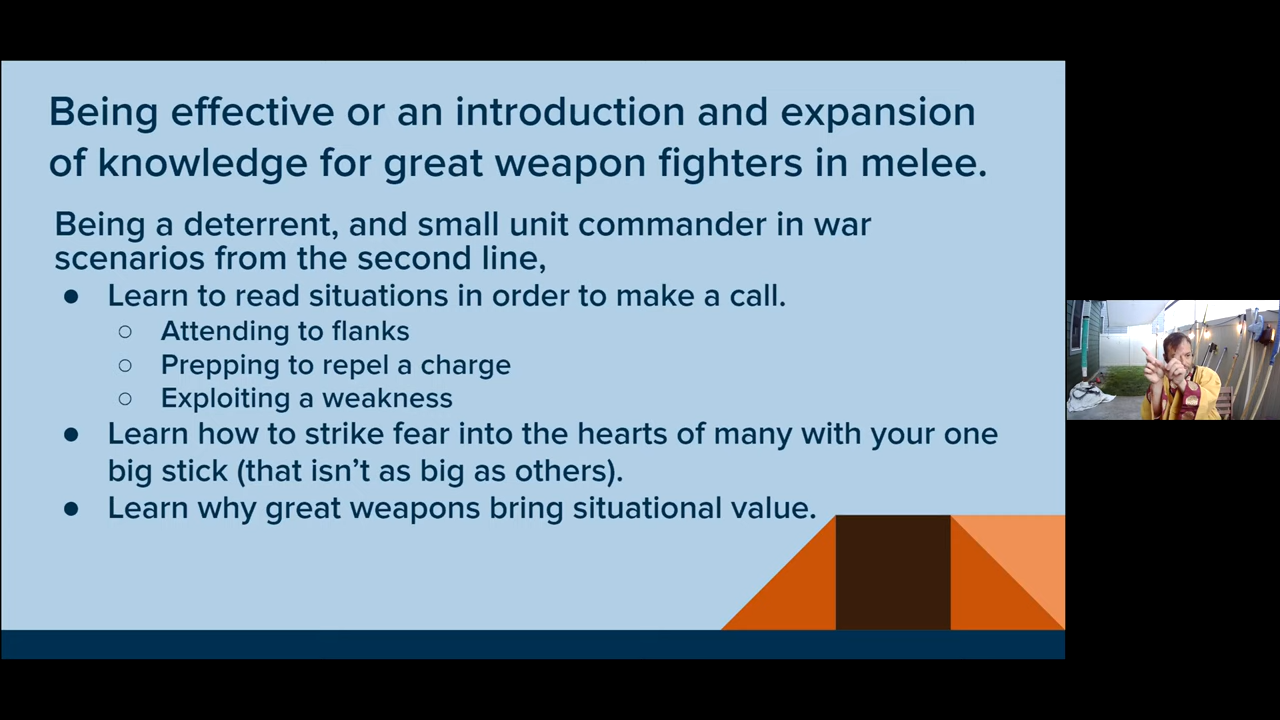 Being effective or an introduction and expansion
of knowledge for great weapon fighters in melee.
Being a deterrent, and small unit commander in war
scenarios from the second line,
● Learn to read situations in order to make a call.
○ Attending to flanks
○ Prepping to repel a charge
○ Exploiting a weakness
● Learn how to strike fear into the hearts of many with your one
big stick (that isn’t as big as others).
● Learn why great weapons bring situational value.